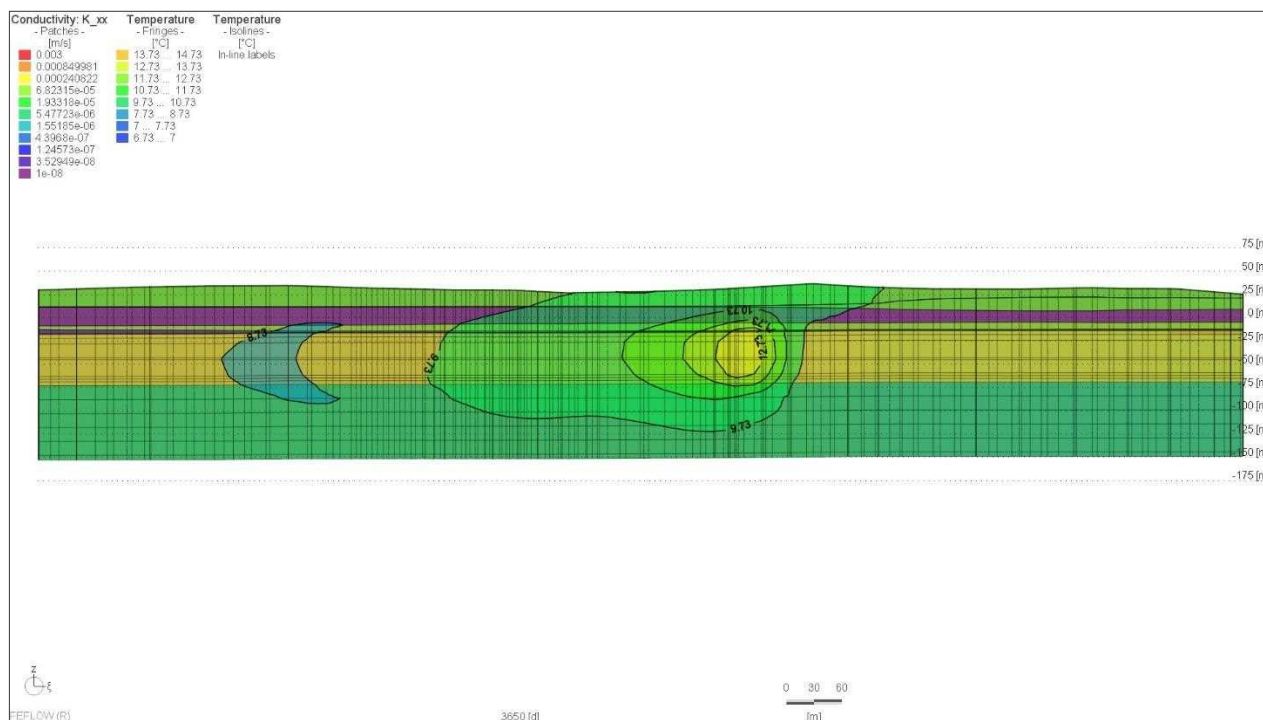 Conductivity: K_xx
- Patches -
[m/s]
0.003
0.000849981
0.000240822
6.82315e-05
1.93318e-05
5.47723e-06
1.55185e-06
4.3968e-07
1.24573e-07
3.52949e-08
1e-08
Temperature
- Fringes -
[°C]
13.73 ... 14.73
12.73 ... 13.73
11.73 ... 12.73
10.73 ... 11.73
9.73 ... 10.73
7.73 ... 8.73
7 ... 7.73
6.73 ... 7
Temperature
- Isolines -
[°C]
In-line labels
75 [m
50 [m
25 [m
0 [m
-25 [m
-50 [m
-75 [m
-100 [m
-125 [m
-150 [m
-175 [m
8.73
9.73
10.73
11.73
12.73
9.73
z
ξ
0 30 60
[m]
FEFLOW (R)
3650 [d]